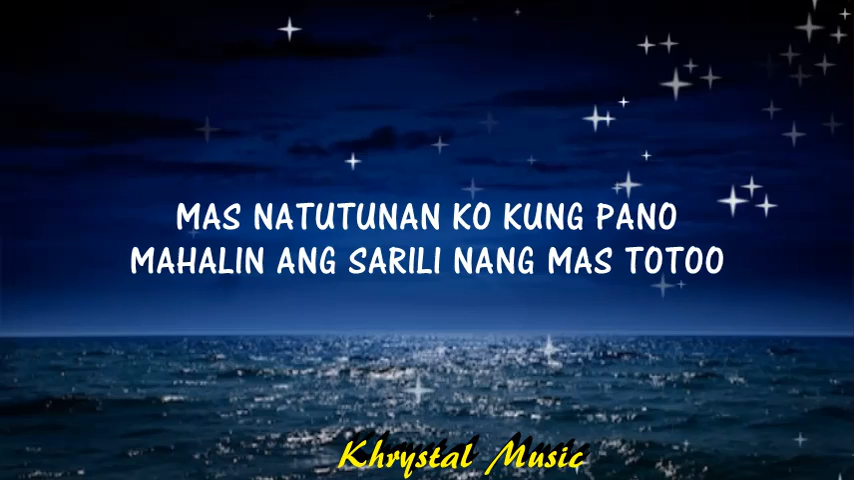 MAS NATUTUNAN KO KUNG PANO
MAHALIN ANG SARILI NANG MAS TOTOO
Khrystal Music